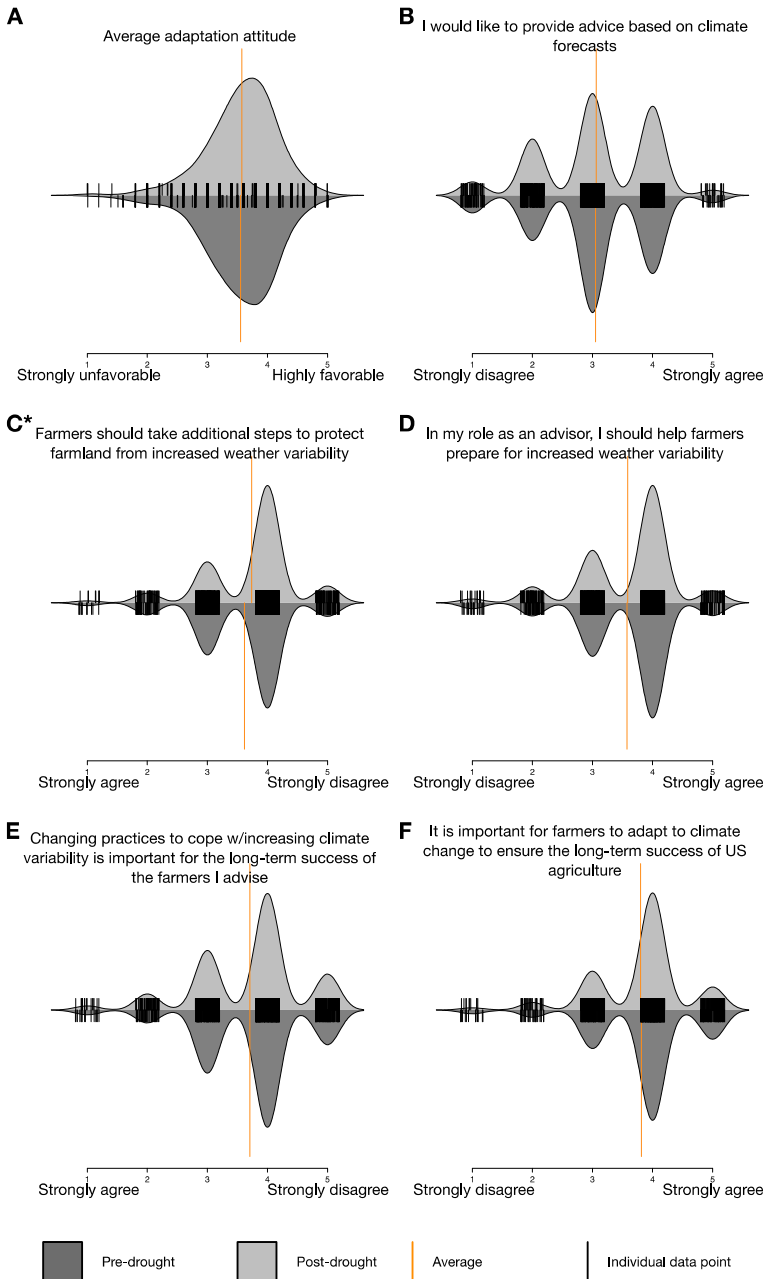 A
Average adaptation attitude
1 2 3 4 5
Strongly unfavorable Highly favorable
B
I would like to provide advice based on climate
forecasts
1 2 3 4 5
Strongly disagree Strongly agree
C*
Farmers should take additional steps to protect
farmland from increased weather variability
1 2 3 4 5
Strongly agree Strongly disagree
D
In my role as an advisor, I should help farmers
prepare for increased weather variability
1 2 3 4 5
Strongly disagree Strongly agree
E
Changing practices to cope w/increasing climate
variability is important for the long-term success of
the farmers I advise
1 2 3 4 5
Strongly agree Strongly disagree
F
It is important for farmers to adapt to climate
change to ensure the long-term success of US
agriculture
1 2 3 4 5
Strongly disagree Strongly agree
Pre-drought Post-drought Average Individual data point